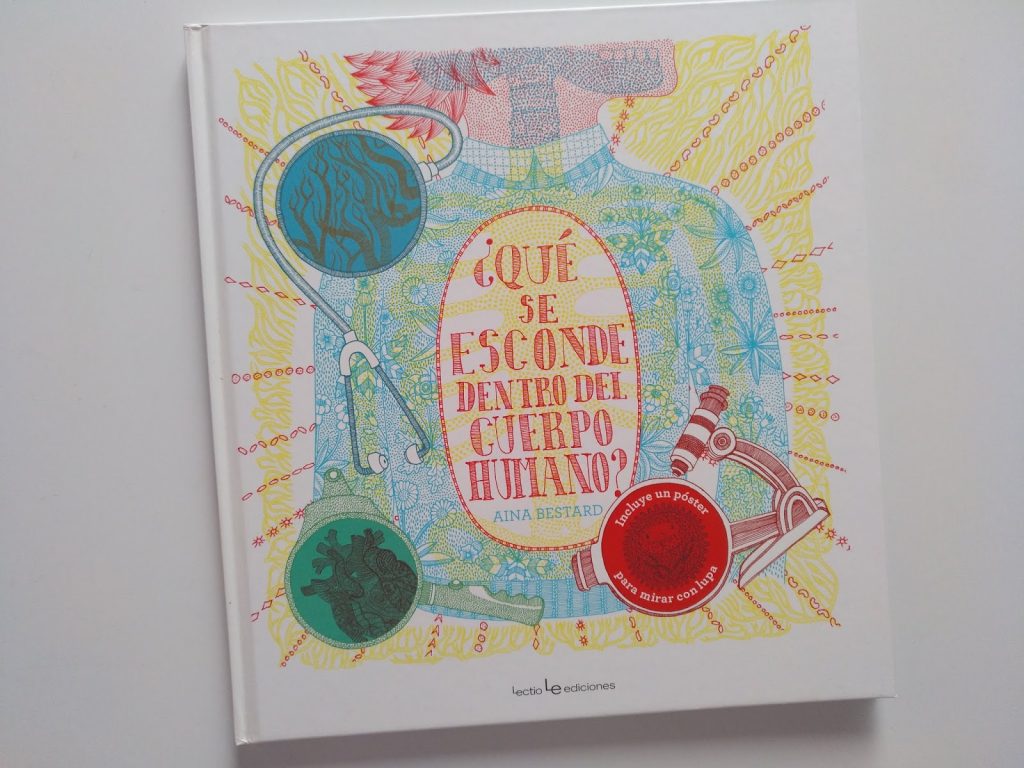 ¿QUÉ
SE
ESCONDE
DENTRO DEL
CUERPO
HUMANO?
AINA BESTARD
Incluye un póster
para mirar con lupa
lectio Le ediciones